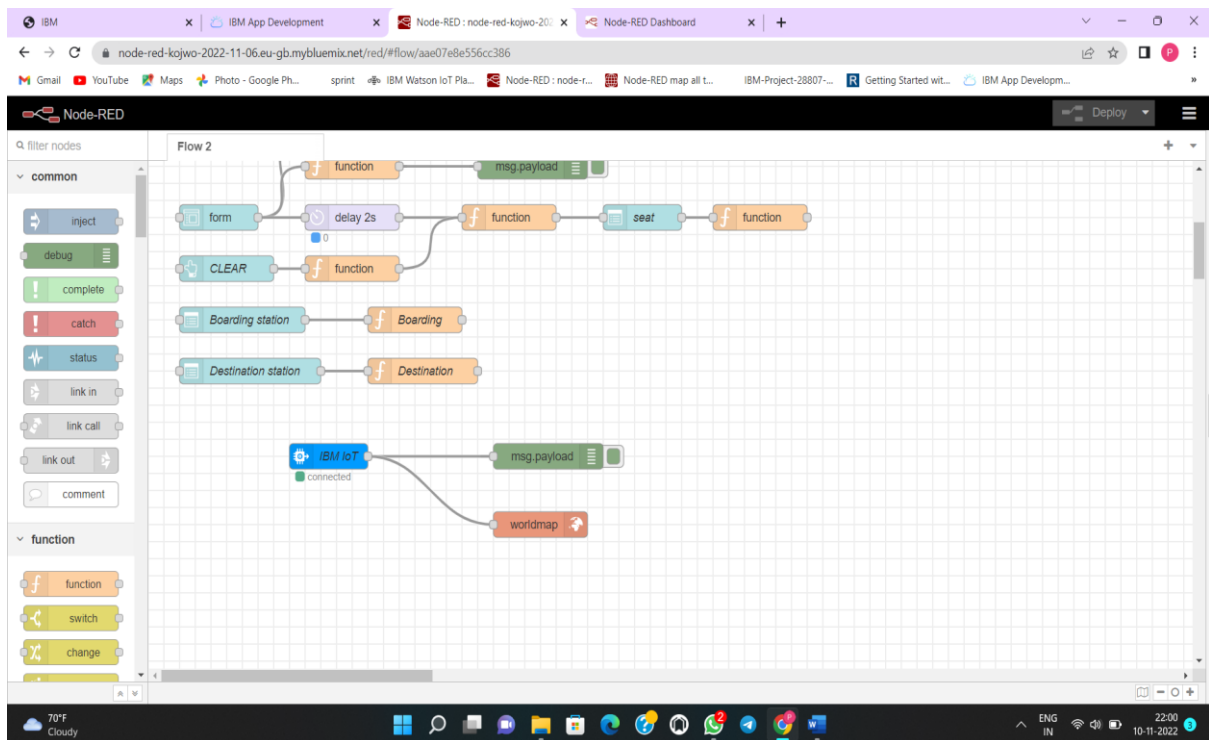 IBM
IBM App Development
Node-RED : node-red-kojwo-202
Node-RED Dashboard
node-red-kojwo-2022-11-06.eu-gb.mybluemix.net/red/#flow/aae07e8e556cc386
Gmail YouTube Maps Photo - Google Ph... sprint IBM Watson IoT Pla... Node-RED : node-r... Node-RED map all t... IBM-Project-28807-... Getting Started wit... IBM App Developm... »
Node-RED
Deploy
filter nodes
Flow 2
common
inject
debug
complete
catch
status
link in
link call
link out
comment
function
function
switch
change
function msg.payload
form delay 2s function seat function
0
CLEAR function
Boarding station Boarding
Destination station Destination
IBM IoT msg.payload
connected
worldmap
70°F
Cloudy
2
ENG
IN
22:00
10-11-2022
3